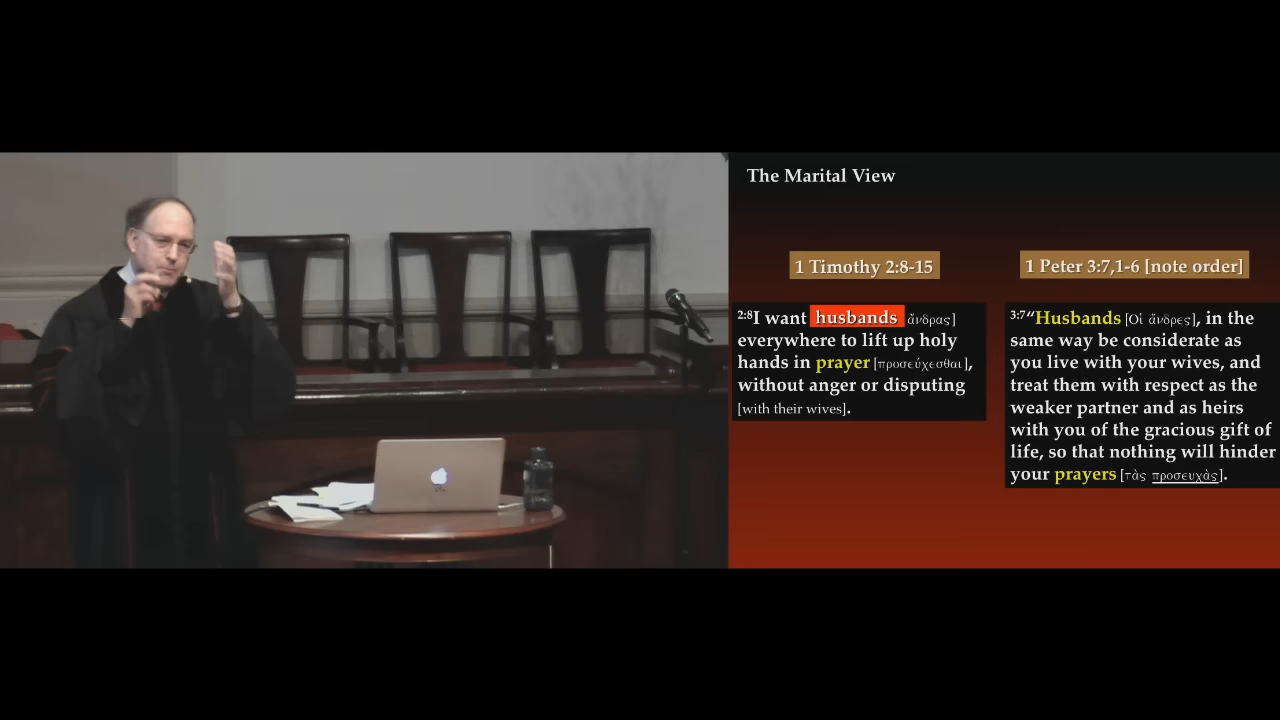 The Marital View
1 Timothy 2:8-15
2:8I want husbands ἄνδρας]
everywhere to lift up holy
hands in prayer [προσεύχεσθαι],
without anger or disputing
[with their wives].
1 Peter 3:7,1-6 [note order]
3:7“Husbands [Οἱ ἄνδρες], in the
same way be considerate as
you live with your wives, and
treat them with respect as the
weaker partner and as heirs
with you of the gracious gift of
life, so that nothing will hinder
your prayers [τὰς προσευχὰς].